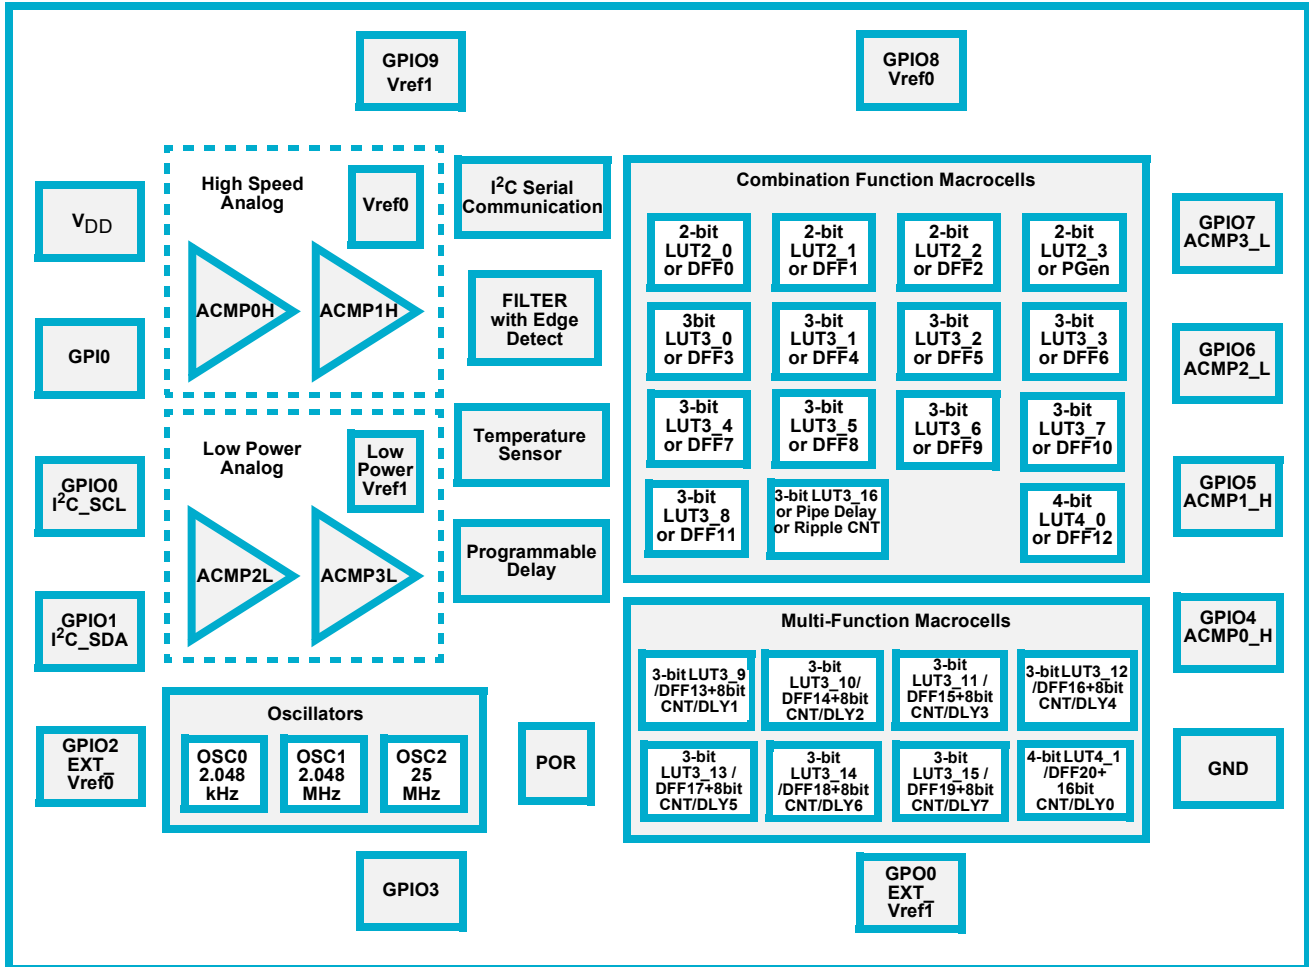 GPIO9
Vref1
GPIO8
Vref0
VDD
GPI0
GPIO0
I2C_SCL
GPIO1
I2C_SDA
GPIO2
EXT_
Vref0
High Speed
Analog
Vref0
ACMP0H
ACMP1H
Low Power
Analog
Low
Power
Vref1
ACMP2L
ACMP3L
Oscillators
OSC0
2.048
kHz
OSC1
2.048
MHz
OSC2
25
MHz
I2C Serial
Communication
FILTER
with Edge
Detect
Temperature
Sensor
Programmable
Delay
POR
Combination Function Macrocells
2-bit
LUT2_0
or DFF0
2-bit
LUT2_1
or DFF1
2-bit
LUT2_2
or DFF2
2-bit
LUT2_3
or PGen
3bit
LUT3_0
or DFF3
3-bit
LUT3_1
or DFF4
3-bit
LUT3_2
or DFF5
3-bit
LUT3_3
or DFF6
3-bit
LUT3_4
or DFF7
3-bit
LUT3_5
or DFF8
3-bit
LUT3_6
or DFF9
3-bit
LUT3_7
or DFF10
3-bit
LUT3_8
or DFF11
3-bit LUT3_16
or Pipe Delay
or Ripple CNT
4-bit
LUT4_0
or DFF12
Multi-Function Macrocells
3-bit LUT3_9
/DFF13+8bit
CNT/DLY1
3-bit
LUT3_10/
DFF14+8bit
CNT/DLY2
3-bit
LUT3_11 /
DFF15+8bit
CNT/DLY3
3-bit LUT3_12
/DFF16+8bit
CNT/DLY4
3-bit
LUT3_13 /
DFF17+8bit
CNT/DLY5
3-bit
LUT3_14
/DFF18+8bit
CNT/DLY6
3-bit
LUT3_15 /
DFF19+8bit
CNT/DLY7
4-bit LUT4_1
/DFF20+
16bit
CNT/DLY0
GPIO7
ACMP3_L
GPIO6
ACMP2_L
GPIO5
ACMP1_H
GPIO4
ACMP0_H
GND
GPIO3
GPO0
EXT_
Vref1